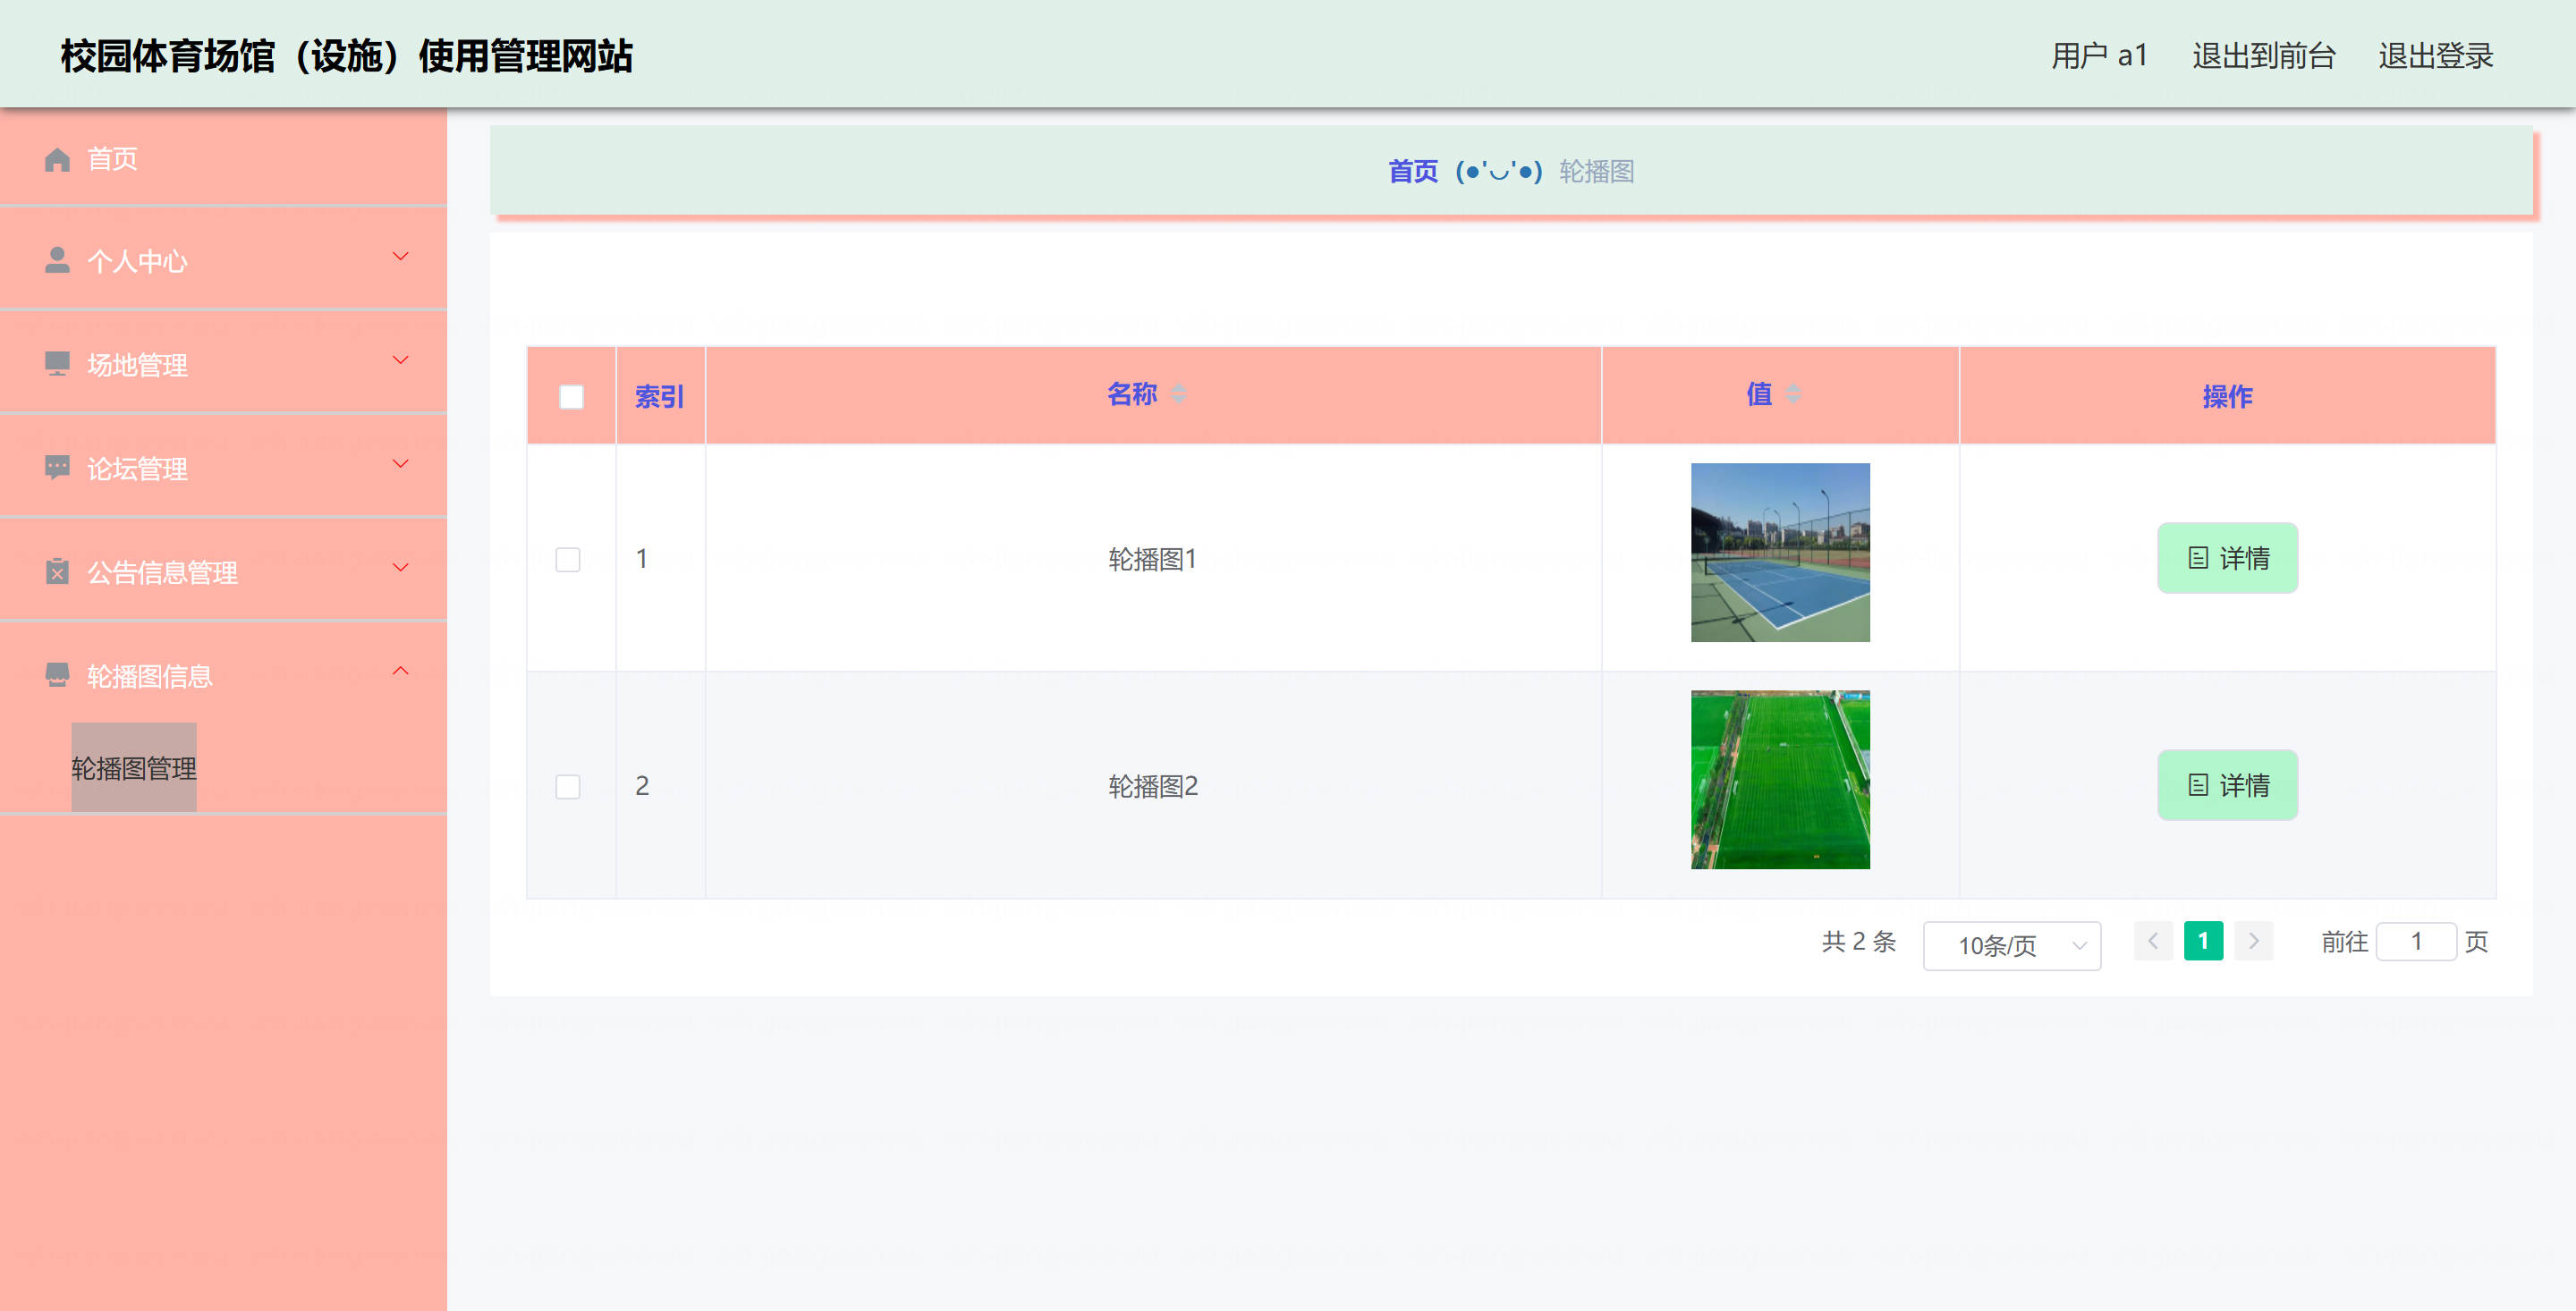 校园体育场馆（设施）使用管理网站
用户 a1 退出到前台 退出登录
首页
个人中心
场地管理
论坛管理
公告信息管理
轮播图信息
轮播图管理
首页 (●'◡'●) 轮播图
索引 名称 值 操作
1 轮播图1 详情
2 轮播图2 详情
共 2 条 10条/页 1 前往 1 页